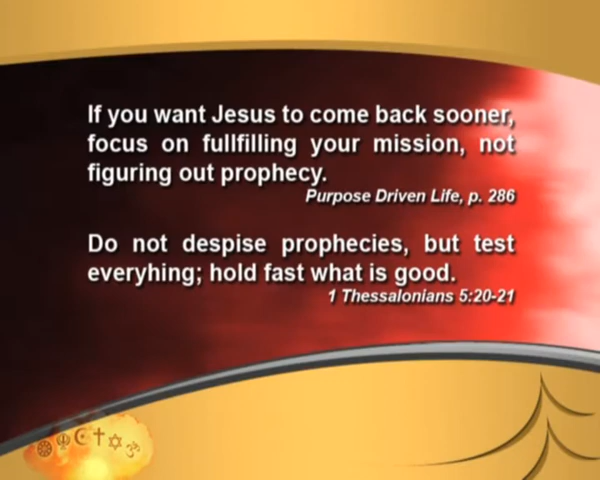 If you want Jesus to come back sooner,
focus on fullfilling your mission, not
figuring out prophecy.
Purpose Driven Life, p. 286
Do not despise prophecies, but test
everyhing; hold fast what is good.
1 Thessalonians 5:20-21